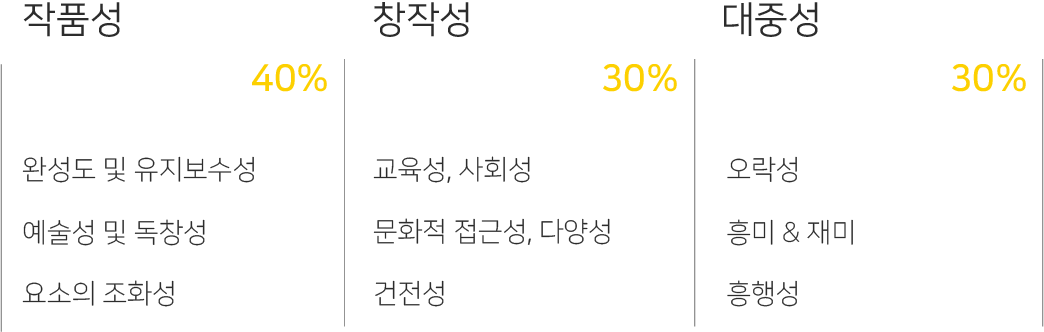 작품성
40%
완성도 및 유지보수성
예술성 및 독창성
요소의 조화성
창작성
30%
교육성, 사회성
문화적 접근성, 다양성
건전성
대중성
30%
오락성
흥미 & 재미
흥행성